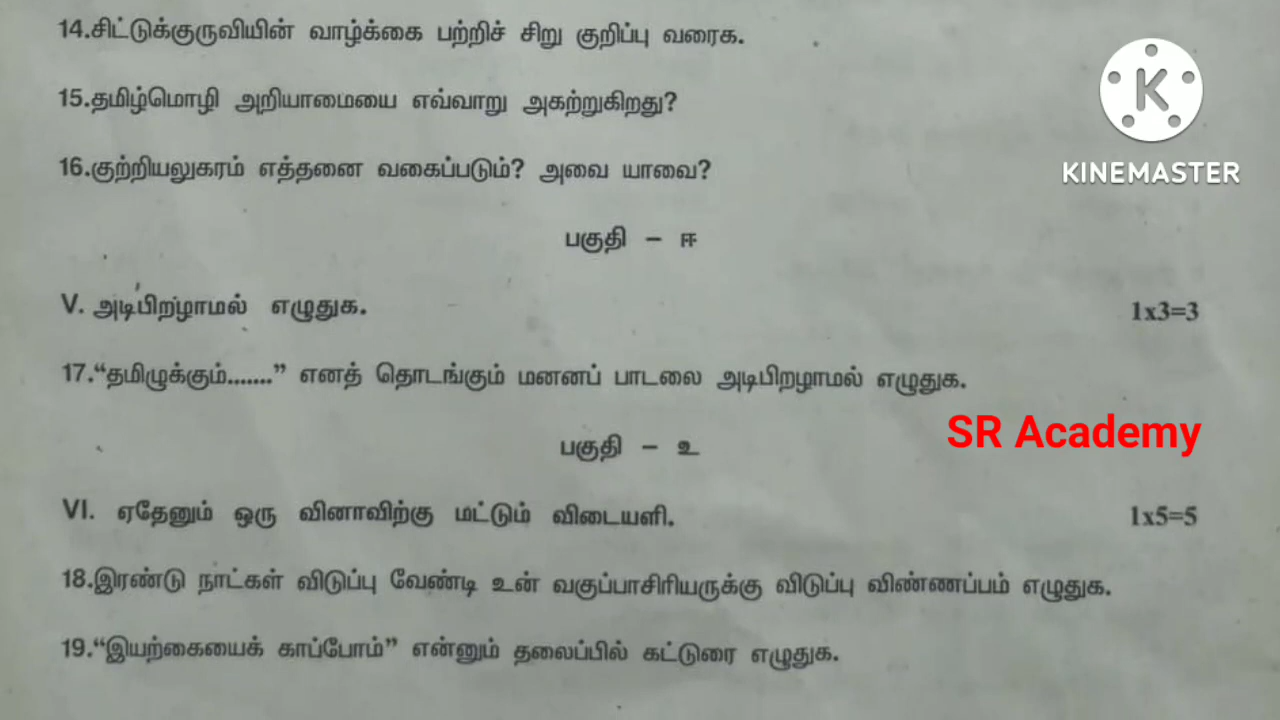 14.சிட்டுக்குருவியின் வாழ்க்கை பற்றிச் சிறு குறிப்பு வரைக.
K
KINEMASTER
15.தமிழ்மொழி அறியாமையை எவ்வாறு அகற்றுகிறது?
16.குற்றியலுகரம் எத்தனை வகைப்படும்? அவை யாவை?
பகுதி – ஈ
V. அடிபிறழாமல் எழுதுக. 1x3=3
17.“தமிழுக்கும்.......” எனத் தொடங்கும் மனனப் பாடலை அடிபிறழாமல் எழுதுக.
SR Academy
பகுதி – உ
VI. ஏதேனும் ஒரு வினாவிற்கு மட்டும் விடையளி. 1x5=5
18.இரண்டு நாட்கள் விடுப்பு வேண்டி உன் வகுப்பாசிரியருக்கு விடுப்பு விண்ணப்பம் எழுதுக.
19.“இயற்கையைக் காப்போம்” என்னும் தலைப்பில் கட்டுரை எழுதுக.